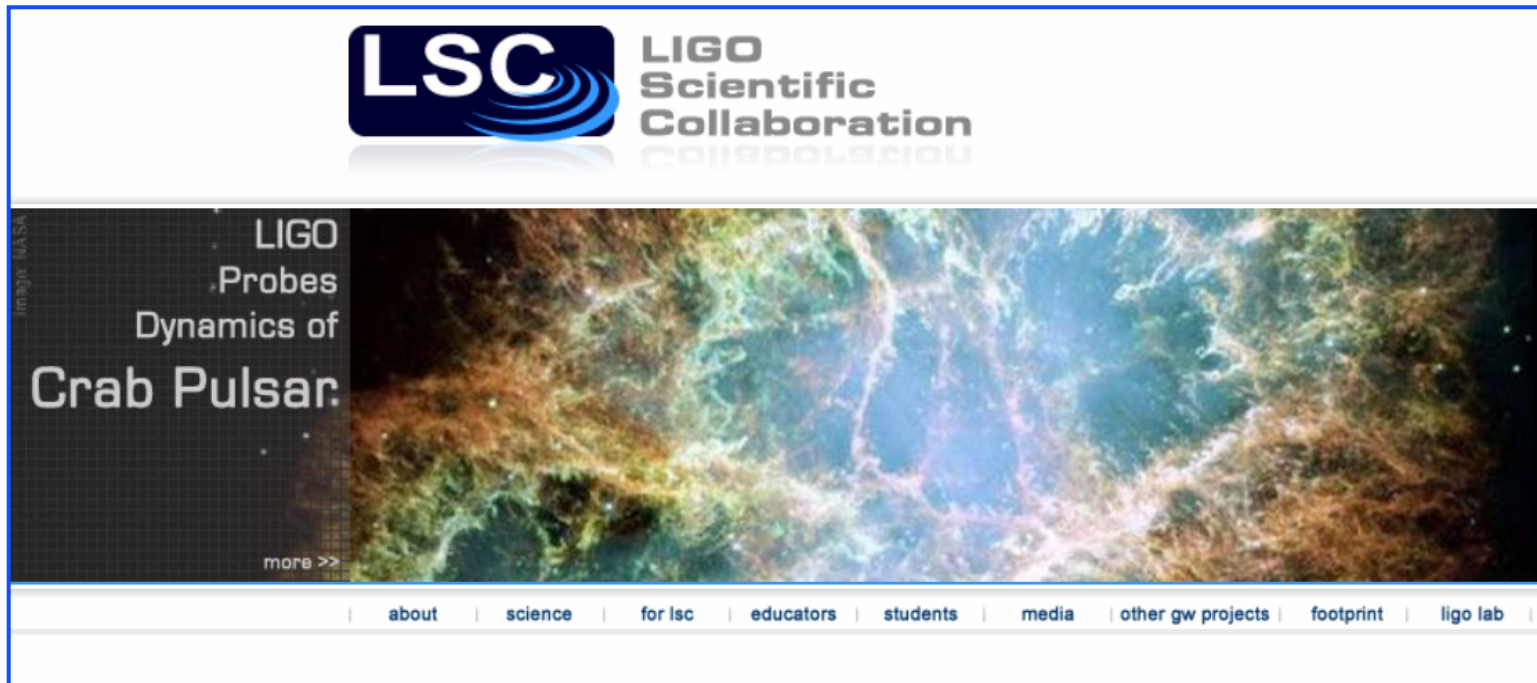 LSC
LIGO
Scientific
Collaboration
Image: NASA
LIGO
Probes
Dynamics of
Crab Pulsar.
more >>
about | science | for lsc | educators | students | media | other gw projects | footprint | ligo lab